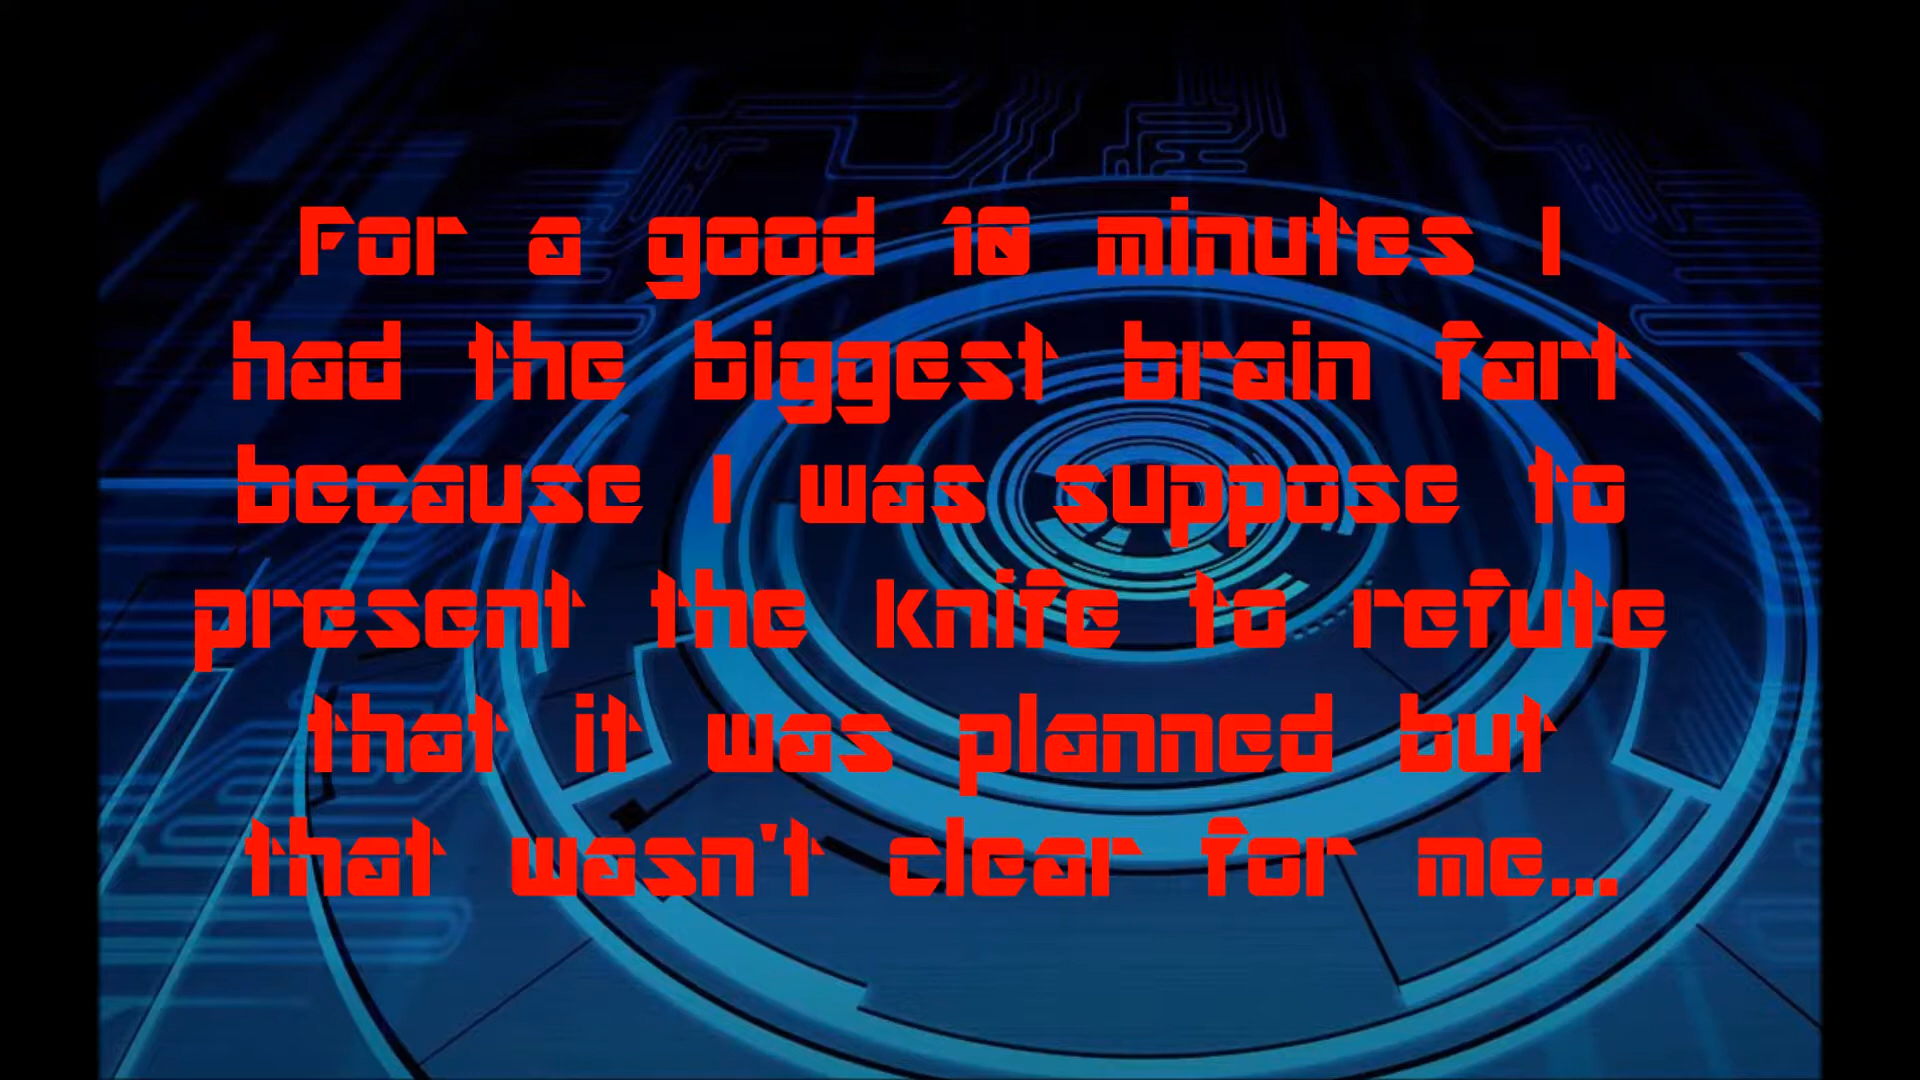 For a good 10 minutes I
had the biggest brain fart
because I was suppose to
present the knife to refute
that it was planned but
that wasn't clear for me...